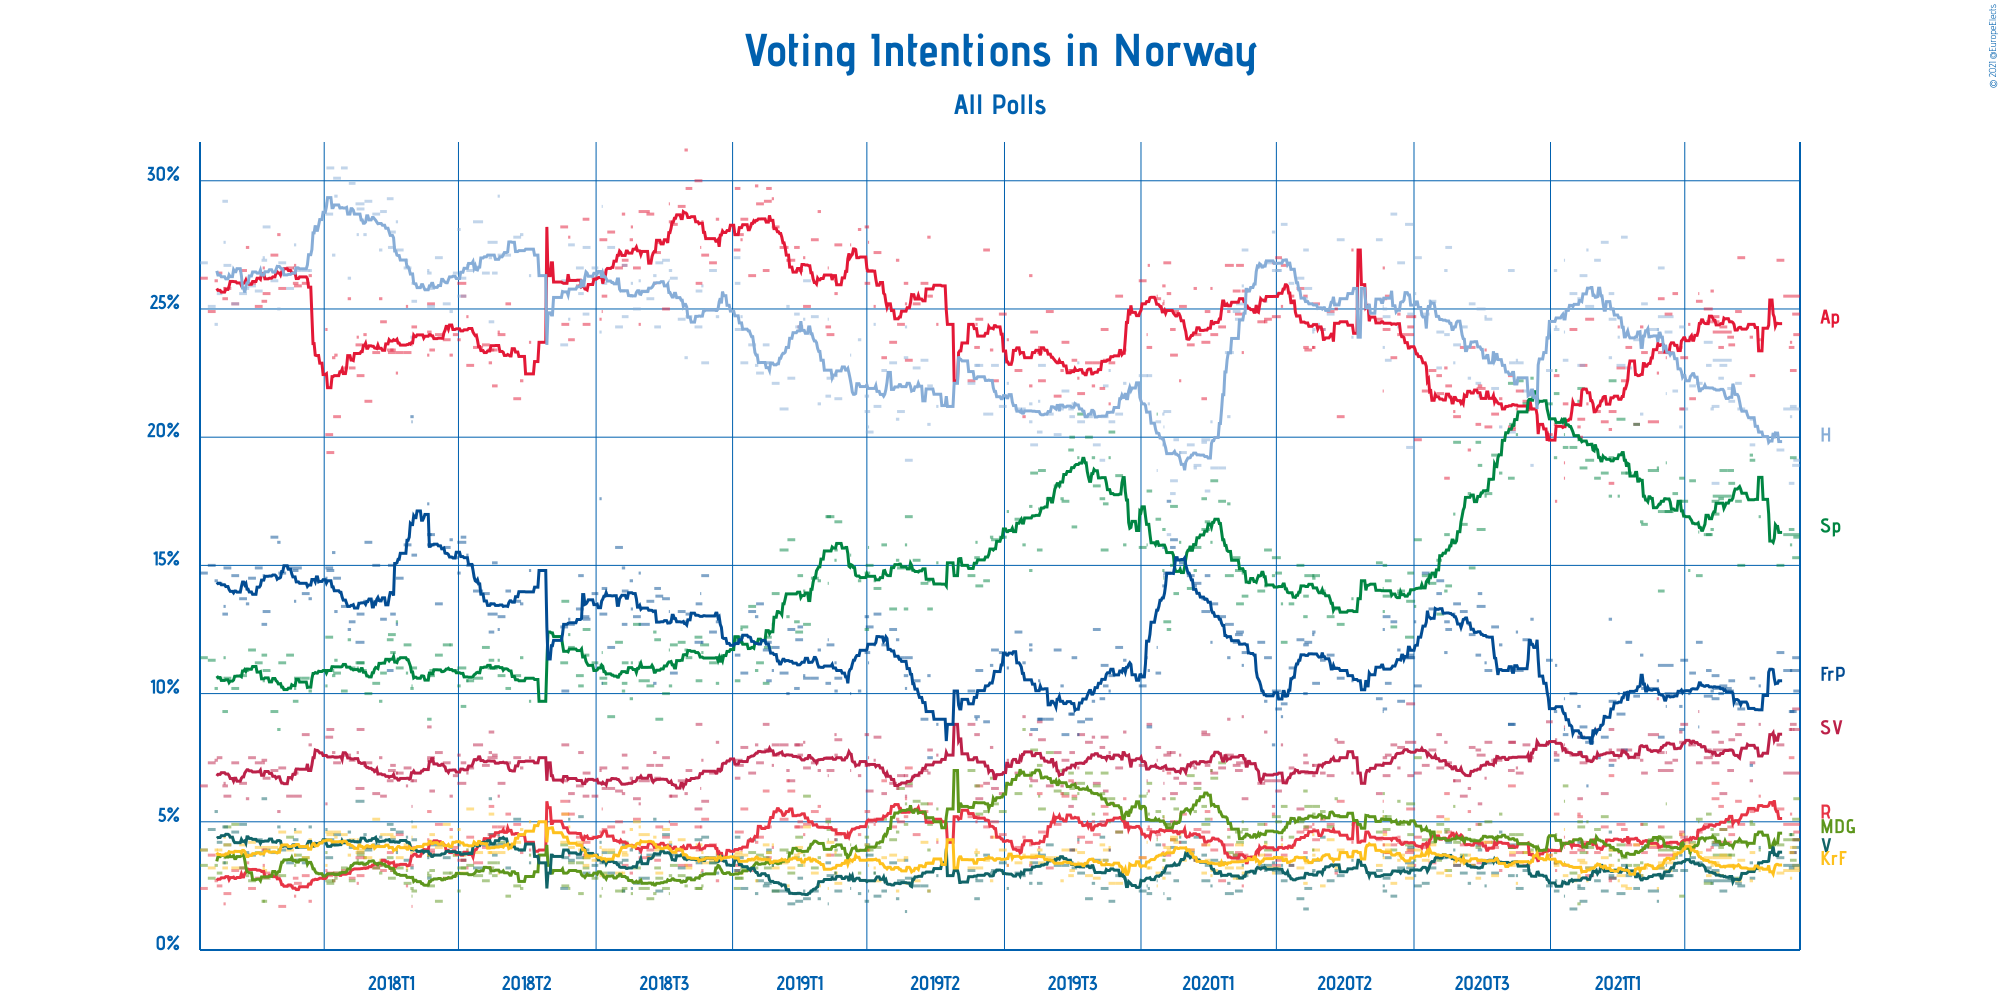 Voting Intentions in Norway
All Polls
© 2021 @EuropeElects
30%
25%
20%
15%
10%
5%
0%
Ap
H
Sp
FrP
SV
R
MDG
V
KrF
2018T1
2018T2
2018T3
2019T1
2019T2
2019T3
2020T1
2020T2
2020T3
2021T1